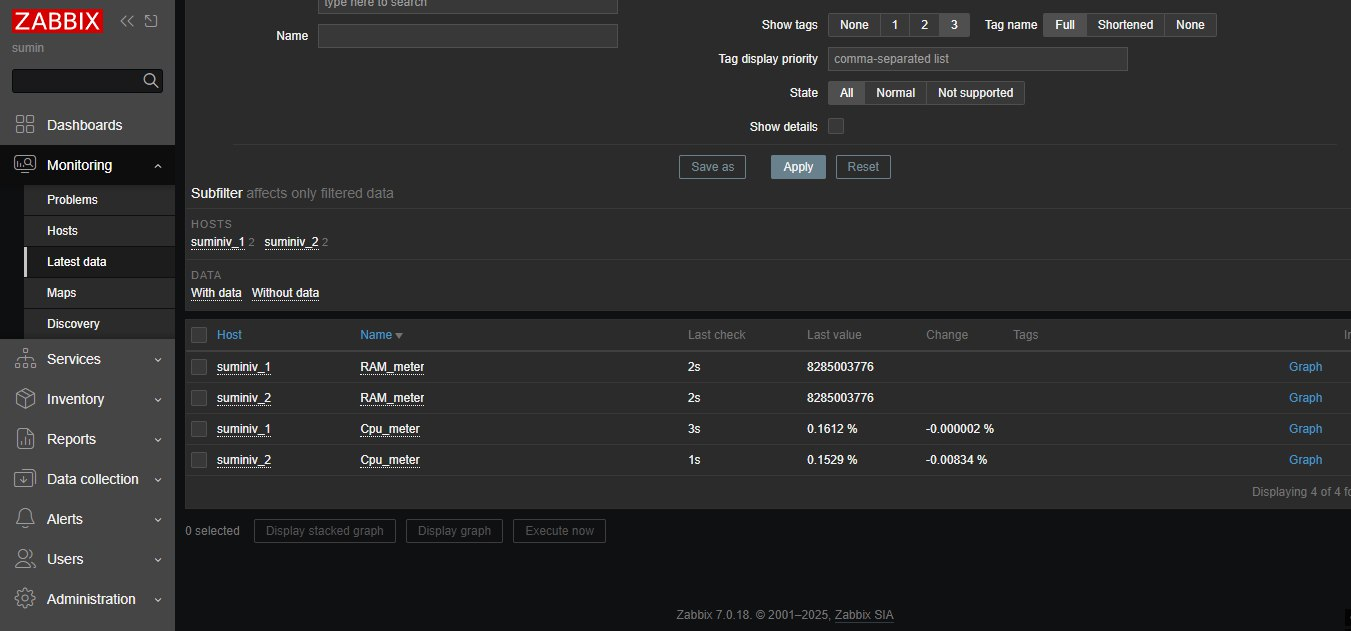 type here to search
ZABBIX
sumin
Name
Show tags None 1 2 3 Tag name Full Shortened None
Tag display priority comma-separated list
State All Normal Not supported
Show details
Save as Apply Reset
Dashboards
Monitoring
Problems
Hosts
Latest data
Maps
Discovery
Services
Inventory
Reports
Data collection
Alerts
Users
Administration
Subfilter affects only filtered data
HOSTS
suminiv_1 2 suminiv_2 2
DATA
With data Without data
Host Name Last check Last value Change Tags
suminiv_1 RAM_meter 2s 8285003776 Graph
suminiv_2 RAM_meter 2s 8285003776 Graph
suminiv_1 Cpu_meter 3s 0.1612 % -0.000002 % Graph
suminiv_2 Cpu_meter 1s 0.1529 % -0.00834 % Graph
Displaying 4 of 4
0 selected Display stacked graph Display graph Execute now
Zabbix 7.0.18. © 2001–2025, Zabbix SIA